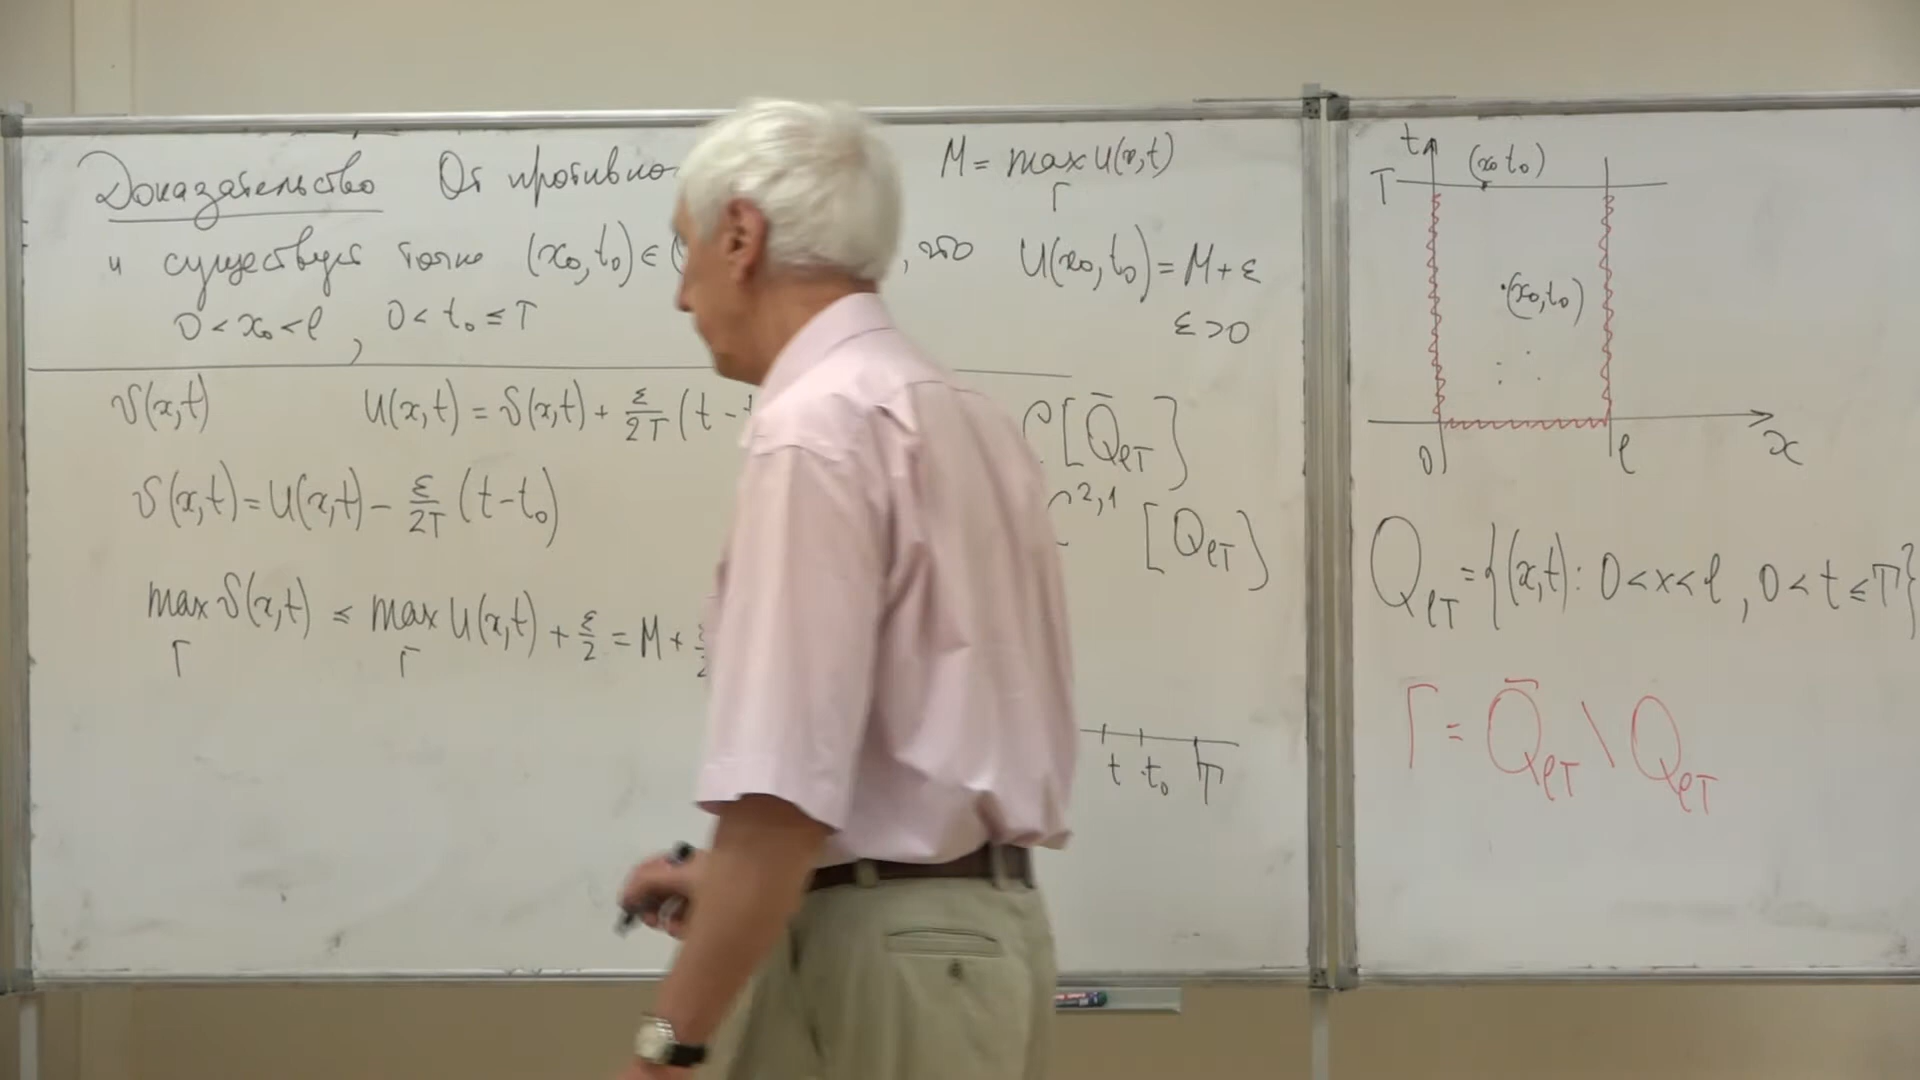 Доказательство От противно M = max u(x,t)
Γ
и существует точка (x₀,t₀) ∈ , что u(x₀,t₀) = M + ε
0 < x₀ < l , 0 < t₀ ≤ T ε > 0
v(x,t) u(x,t) = v(x,t) + ε/2T (t - C[Q̄lT]
v(x,t) = u(x,t) - ε/2T (t - t₀) 2,1 [QlT]
max v(x,t) ≤ max u(x,t) + ε/2 = M +
Γ Γ
t t₀ T
t (x₀ t₀)
T
(x₀,t₀)
0 l x
QlT = {(x,t): 0 < x < l , 0 < t ≤ T}
Γ = Q̄lT \ QlT